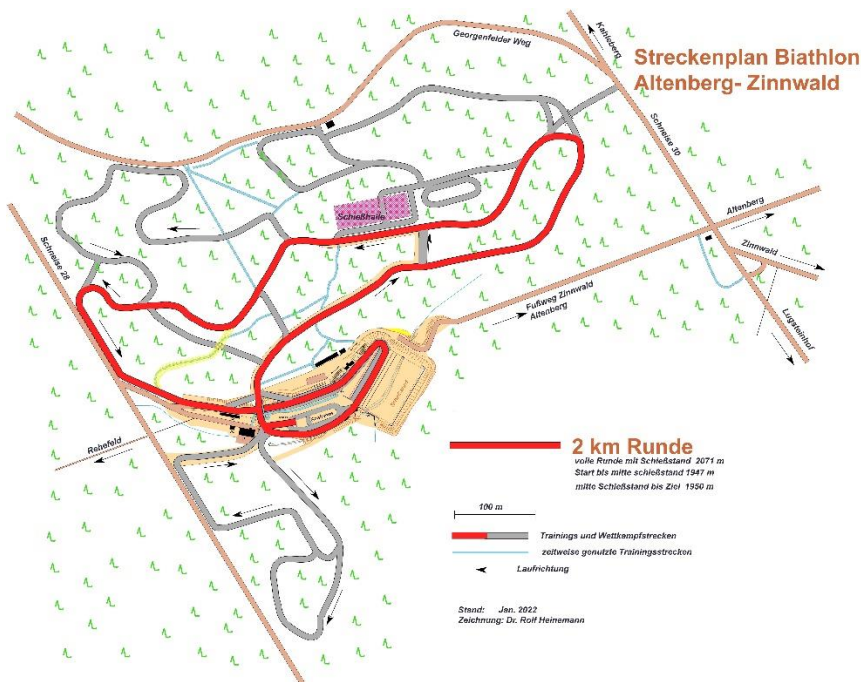 Georgenfelder Weg
Kahleberg
Streckenplan Biathlon
Altenberg- Zinnwald
Schneise 30
Schießhalle
Altenberg
Zinnwald
Schneise 28
Fußweg Zinnwald
Altenberg
Lugsteinhof
Rehefeld
2 km Runde
volle Runde mit Schießstand 2071 m
Start bis mitte schießstand 1947 m
mitte Schießstand bis Ziel 1950 m
100 m
Trainings und Wettkampfstrecken
zeitweise genutzte Trainingsstrecken
Laufrichtung
Stand: Jan. 2022
Zeichnung: Dr. Rolf Heinemann